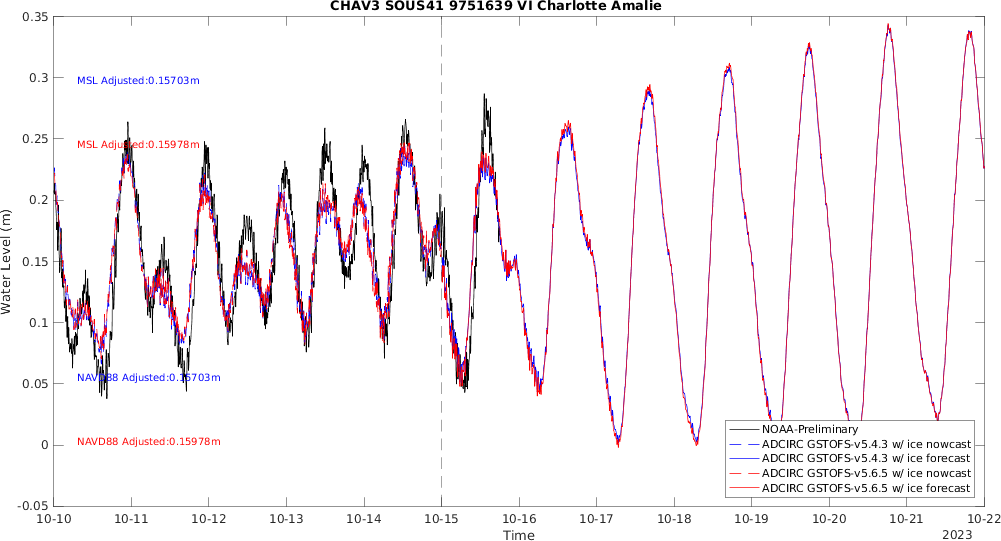 CHAV3 SOUS41 9751639 VI Charlotte Amalie
Water Level (m)
0.35
0.3
0.25
0.2
0.15
0.1
0.05
0
-0.05
MSL Adjusted:0.15703m
MSL Adjusted:0.15978m
NAVD88 Adjusted:0.15703m
NAVD88 Adjusted:0.15978m
NOAA-Preliminary
ADCIRC GSTOFS-v5.4.3 w/ ice nowcast
ADCIRC GSTOFS-v5.4.3 w/ ice forecast
ADCIRC GSTOFS-v5.6.5 w/ ice nowcast
ADCIRC GSTOFS-v5.6.5 w/ ice forecast
10-10 10-11 10-12 10-13 10-14 10-15 10-16 10-17 10-18 10-19 10-20 10-21 10-22
Time
2023